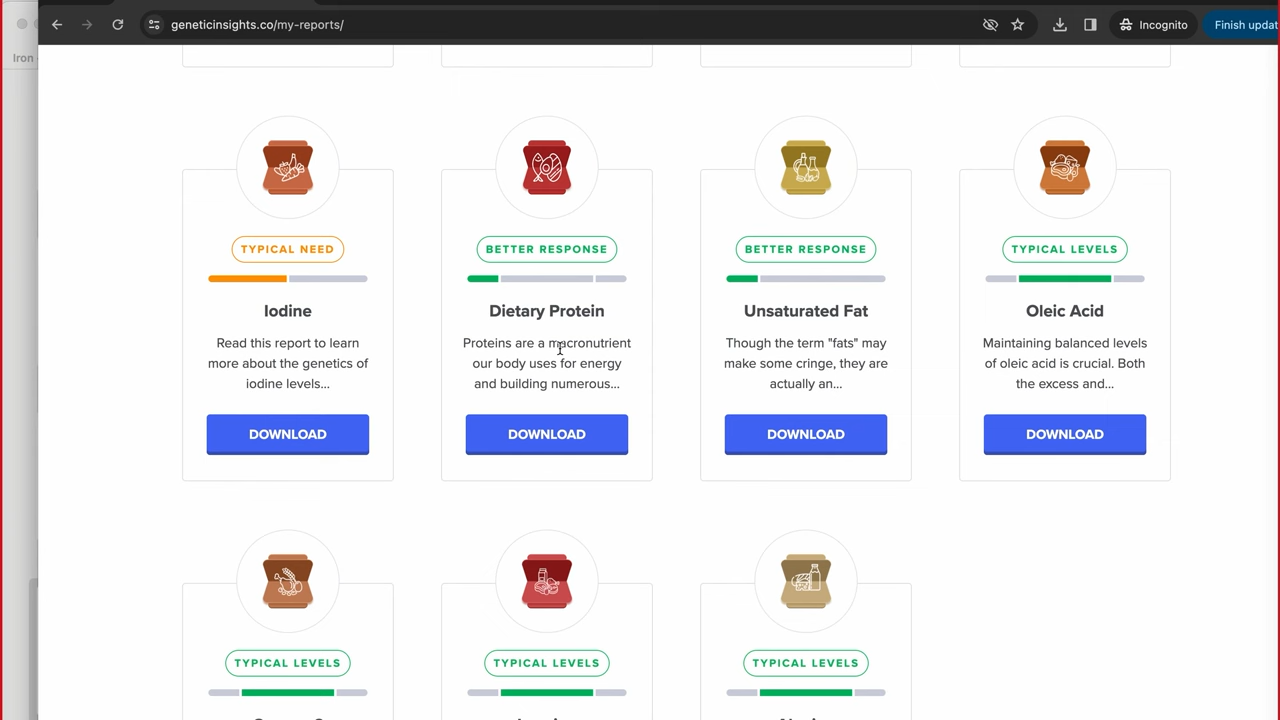 geneticinsights.co/my-reports/
Incognito
Finish updat
Iron
TYPICAL NEED
Iodine
Read this report to learn
more about the genetics of
iodine levels...
DOWNLOAD
BETTER RESPONSE
Dietary Protein
Proteins are a macronutrient
our body uses for energy
and building numerous...
DOWNLOAD
BETTER RESPONSE
Unsaturated Fat
Though the term "fats" may
make some cringe, they are
actually an...
DOWNLOAD
TYPICAL LEVELS
Oleic Acid
Maintaining balanced levels
of oleic acid is crucial. Both
the excess and...
DOWNLOAD
TYPICAL LEVELS
TYPICAL LEVELS
TYPICAL LEVELS